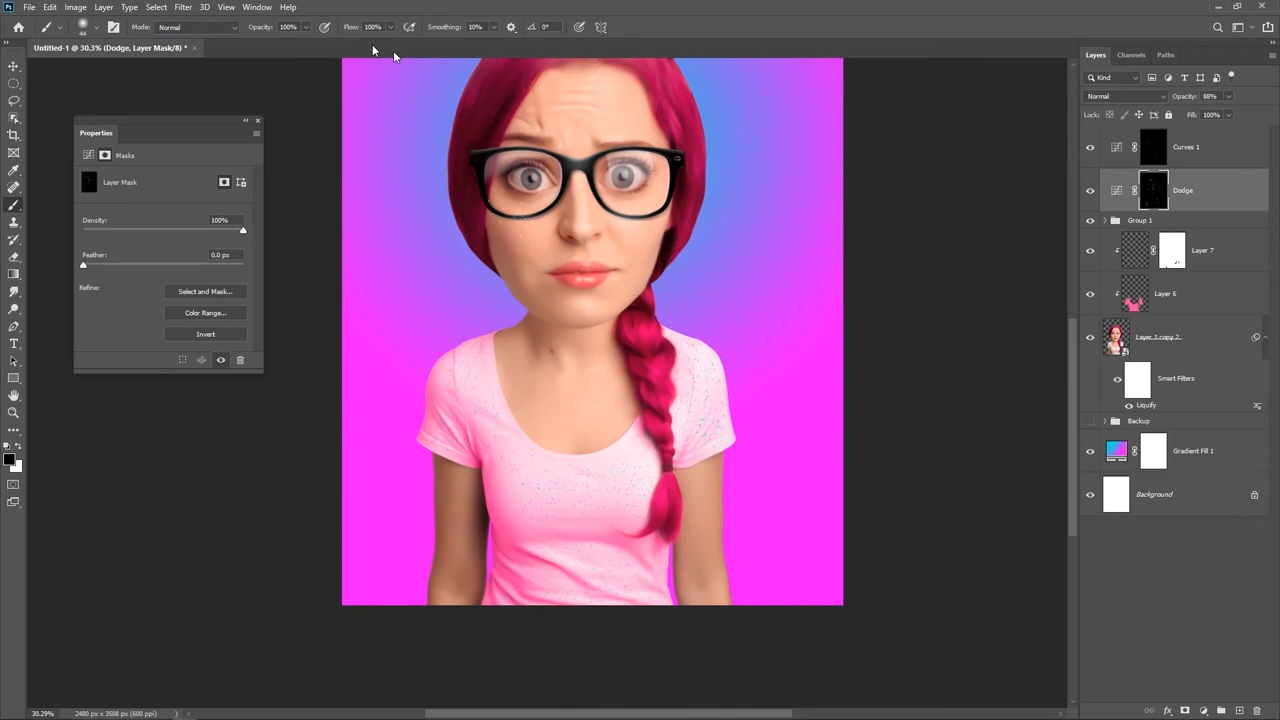 Ps File Edit Image Layer Type Select Filter 3D View Window Help
44 Mode: Normal Opacity: 100% Flow: 100% Smoothing: 10% 0°
Untitled-1 @ 30.3% (Dodge, Layer Mask/8) * ×
Layers Channels Paths
Kind
Normal Opacity: 88%
Lock: Fill: 100%
Curves 1
Dodge
Group 1
Layer 7
Layer 6
Layer 1 copy 2
Smart Filters
Liquify
Backup
Gradient Fill 1
Background
Properties
Masks
Layer Mask
Density: 100%
Feather: 0.0 px
Refine: Select and Mask...
Color Range...
Invert
30.29% 2480 px x 3508 px (600 ppi)